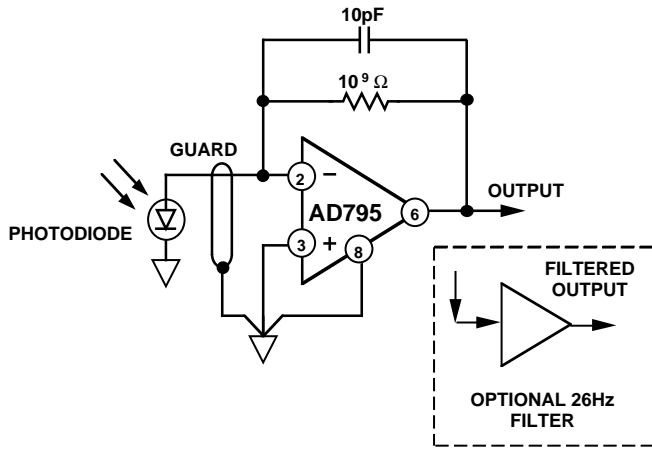 10pF
10⁹ Ω
GUARD
2
−
AD795
3
+
8
6
OUTPUT
PHOTODIODE
FILTERED
OUTPUT
OPTIONAL 26Hz
FILTER